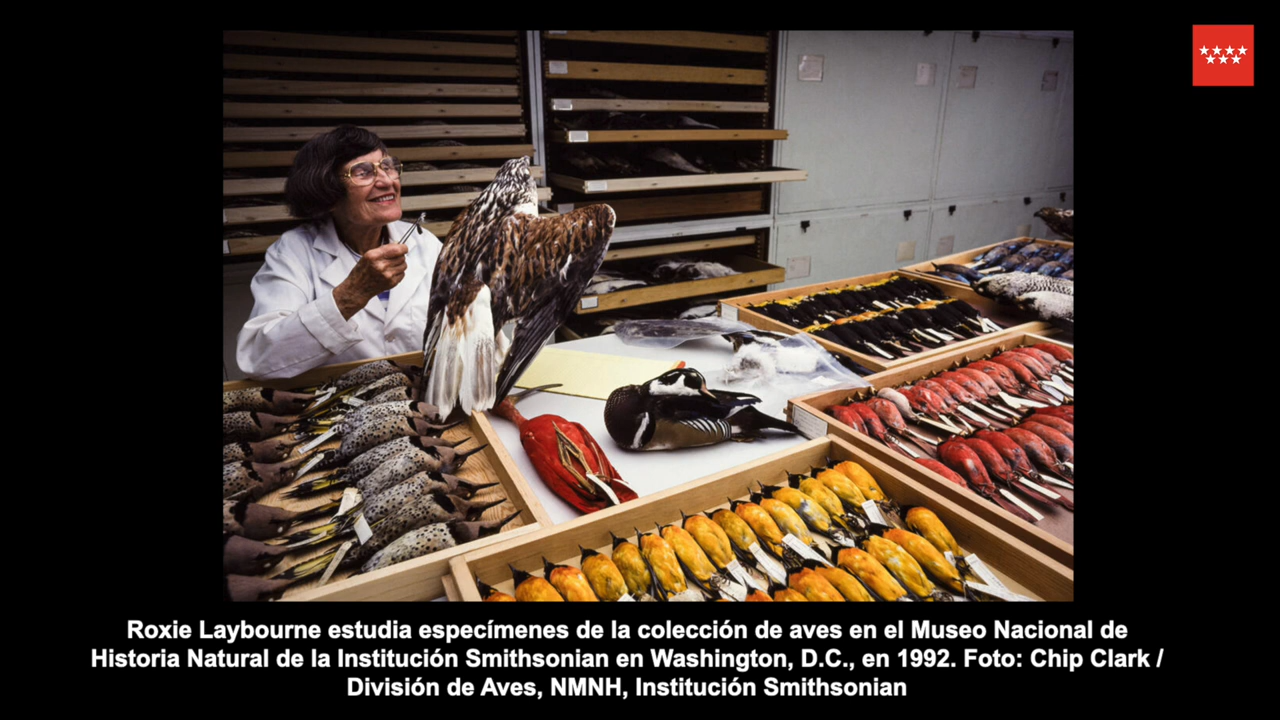 Roxie Laybourne estudia especímenes de la colección de aves en el Museo Nacional de
Historia Natural de la Institución Smithsonian en Washington, D.C., en 1992. Foto: Chip Clark /
División de Aves, NMNH, Institución Smithsonian